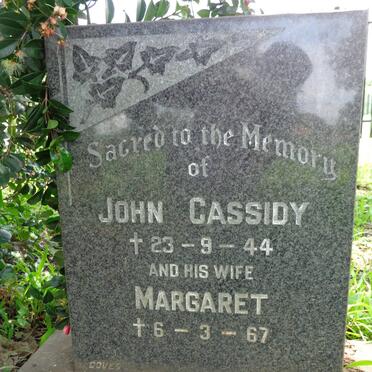 Sacred to the Memory
of
JOHN CASSIDY
† 23 - 9 - 44
AND HIS WIFE
MARGARET
† 6 - 3 - 67